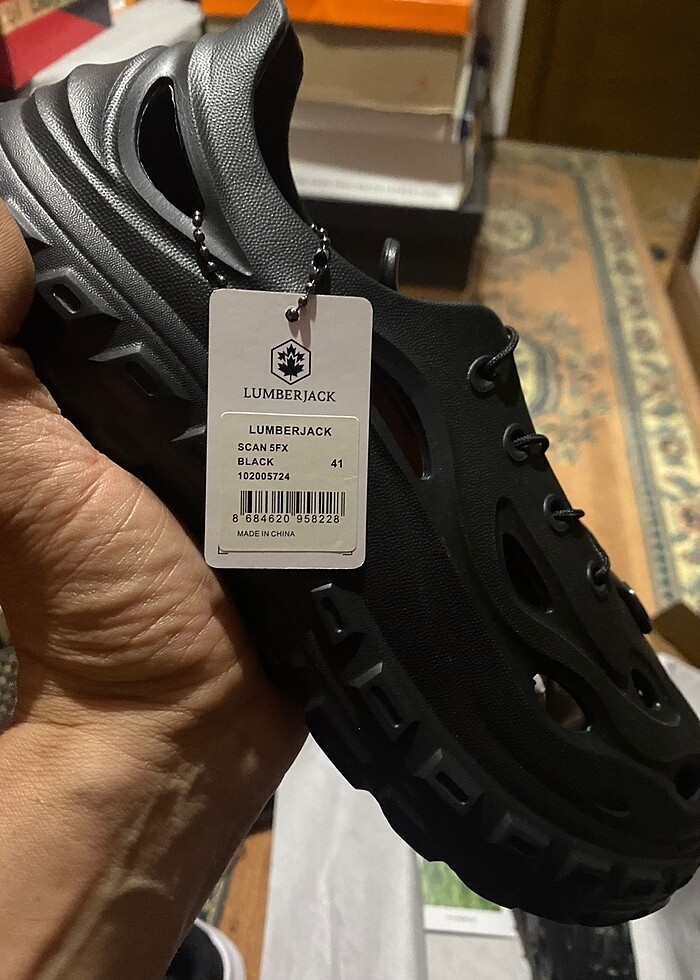 LUMBERJACK
LUMBERJACK
SCAN 5FX
BLACK 41
102005724
8 684620 958228
MADE IN CHINA